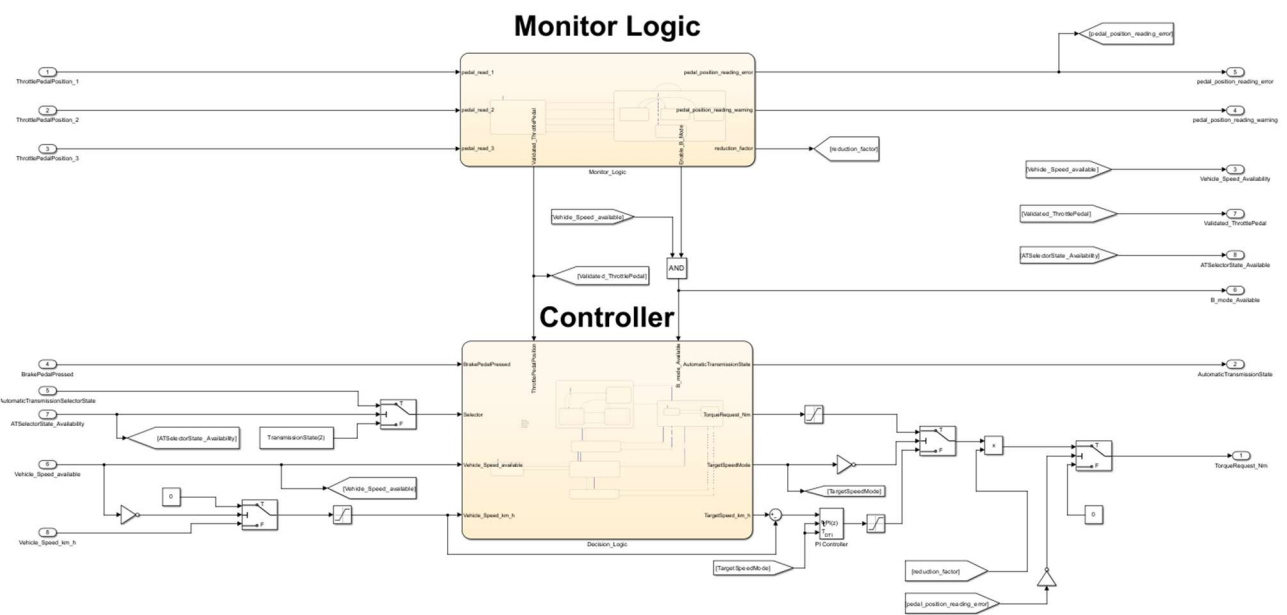 Monitor Logic
[pedal_position_reading_error]
1
ThrottlePedalPosition_1
pedal_read_1
pedal_position_reading_error
5
pedal_position_reading_error
2
ThrottlePedalPosition_2
pedal_read_2
pedal_position_reading_warning
4
pedal_position_reading_warning
3
ThrottlePedalPosition_3
pedal_read_3
Validated_ThrottlePedal
Enable_B_Mode
reduction_factor
[reduction_factor]
Monitor_Logic
[Vehicle_Speed_available]
3
Vehicle_Speed_Availability
[Vehicle_Speed_available]
[Validated_ThrottlePedal]
7
Validated_ThrottlePedal
[ATSelectorState_Availability]
8
ATSelectorState_Available
AND
[Validated_ThrottlePedal]
6
B_mode_Available
Controller
4
BrakePedalPressed
BrakePedalPressed
ThrottlePedalPosition
B_mode_Available
AutomaticTransmissionState
2
AutomaticTransmissionState
5
AutomaticTransmissionSelectorState
7
ATSelectorState_Availability
T
F
Selector
TorqueRequest_Nm
[ATSelectorState_Availability]
TransmissionState(2)
T
F
x
T
F
1
TorqueRequest_Nm
6
Vehicle_Speed_available
Vehicle_Speed_available
TargetSpeedMode
[Vehicle_Speed_available]
[TargetSpeedMode]
0
T
F
8
Vehicle_Speed_km_h
Vehicle_Speed_km_h
TargetSpeed_km_h
PI(z)
PI Controller
0
Decision_Logic
[TargetSpeedMode]
[reduction_factor]
[pedal_position_reading_error]